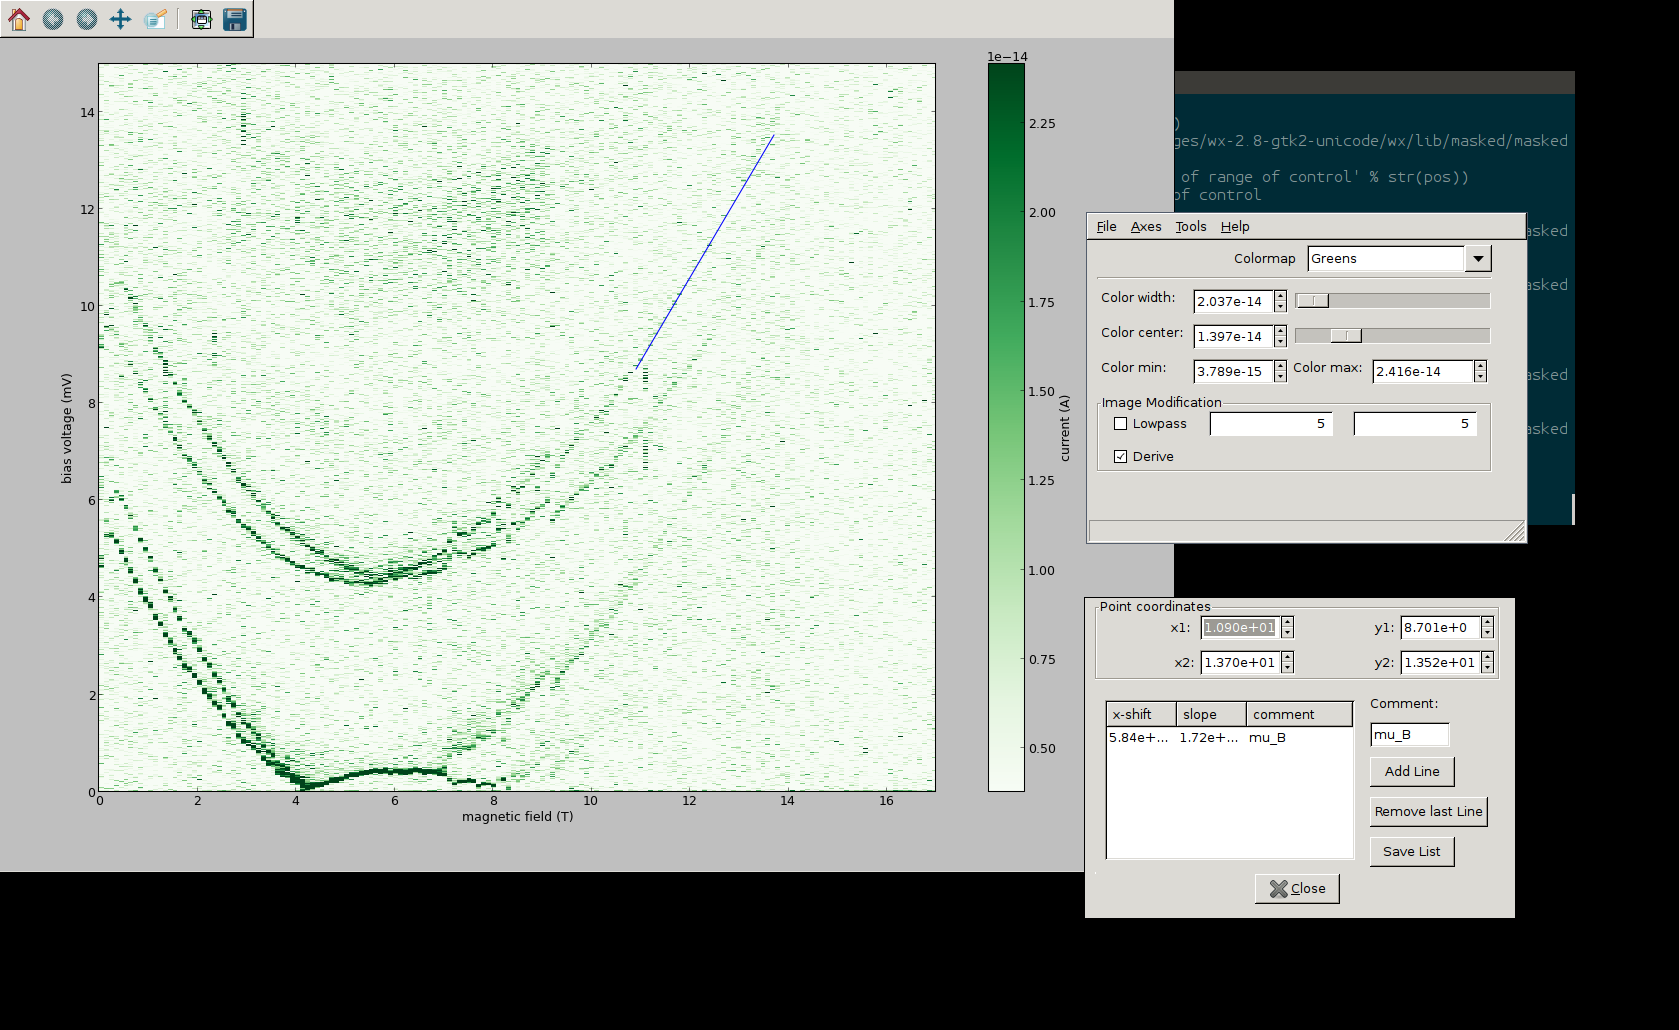 1e−14
14
12
10
8
6
4
2
0
bias voltage (mV)
0 2 4 6 8 10 12 14 16
magnetic field (T)
2.25
2.00
1.75
1.50
1.25
1.00
0.75
0.50
current (A)
)
ges/wx-2.8-gtk2-unicode/wx/lib/masked/masked
of range of control' % str(pos))
of control
asked
asked
asked
asked
File Axes Tools Help
Colormap Greens
Color width: 2.037e-14
Color center: 1.397e-14
Color min: 3.789e-15 Color max: 2.416e-14
Image Modification
Lowpass 5 5
Derive
Point coordinates
x1: 1.090e+01 y1: 8.701e+0
x2: 1.370e+01 y2: 1.352e+01
x-shift slope comment
5.84e+... 1.72e+... mu_B
Comment:
mu_B
Add Line
Remove last Line
Save List
Close